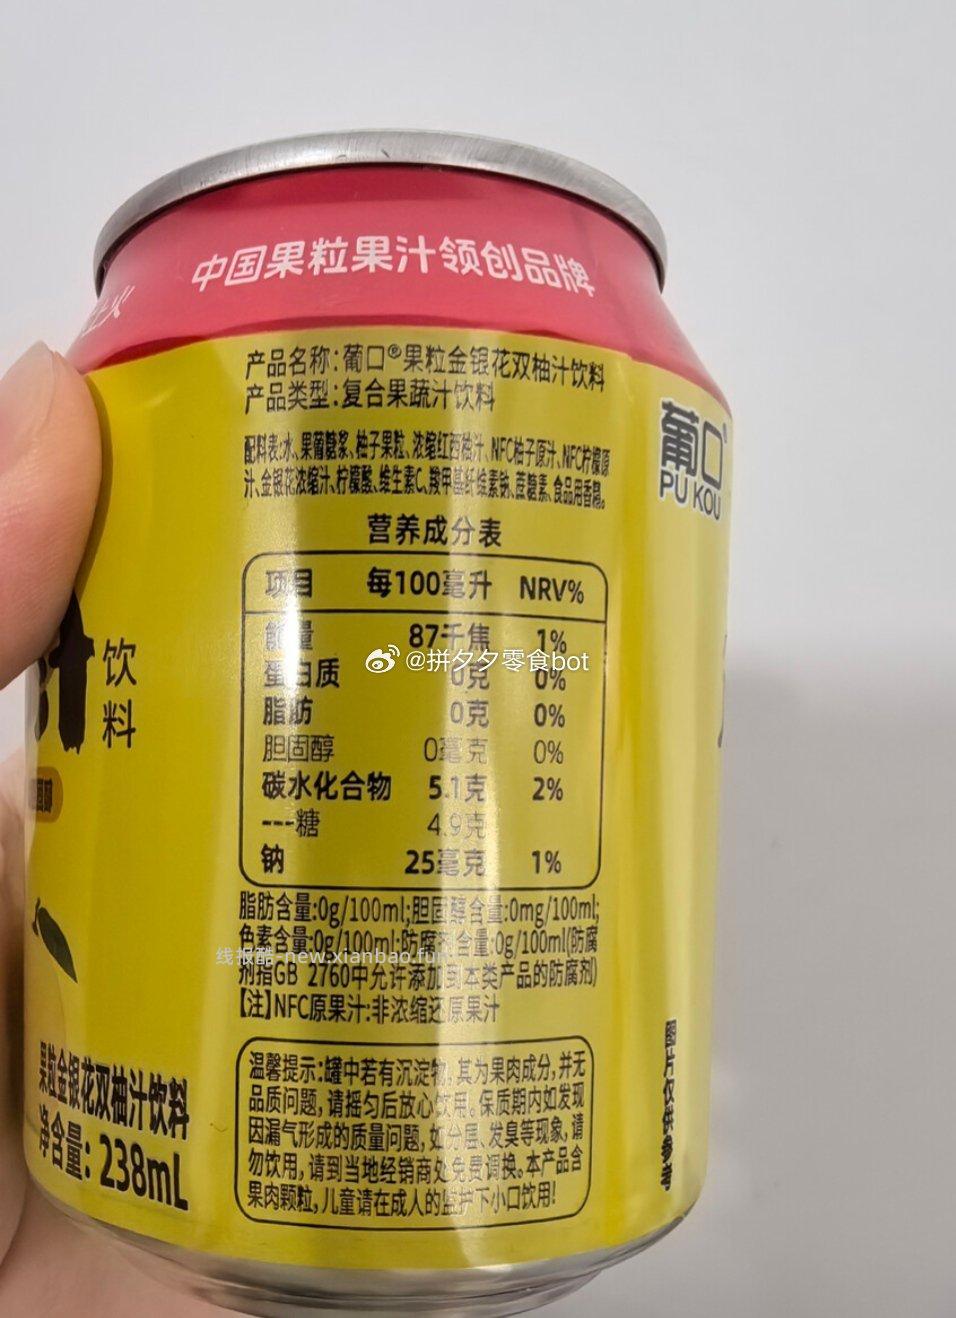 中国果粒果汁领创品牌
上火
产品名称:葡口®果粒金银花双柚汁饮料
产品类型:复合果蔬汁饮料
配料表:水、果葡糖浆、柚子果粒、浓缩红西柚汁、NFC柚子原汁、NFC柠檬原
汁、金银花浓缩汁、柠檬酸、维生素C、羧甲基纤维素钠、蔗糖素、食品用香精。
营养成分表
项目 每100毫升 NRV%
能量 87千焦 1%
蛋白质 0克 0%
脂肪 0克 0%
胆固醇 0毫克 0%
碳水化合物 5.1克 2%
---糖 4.9克
钠 25毫克 1%
脂肪含量:0g/100ml;胆固醇含量:0mg/100ml;
色素含量:0g/100ml;防腐剂含量:0g/100ml(防腐
剂指GB 2760中允许添加到本类产品的防腐剂)
【注】NFC原果汁:非浓缩还原果汁
温馨提示:罐中若有沉淀物,其为果肉成分,并无
品质问题,请摇匀后放心饮用。保质期内如发现
因漏气形成的质量问题,如分层、发臭等现象,请
勿饮用,请到当地经销商处免费调换。本产品含
果肉颗粒,儿童请在成人的监护下小口饮用!
汁
饮料
果粒金银花双柚汁饮料
净含量:238mL
葡口
PU KOU
图片仅供参考
@拼夕夕零食bot
线报酷-new.xianbao.fun